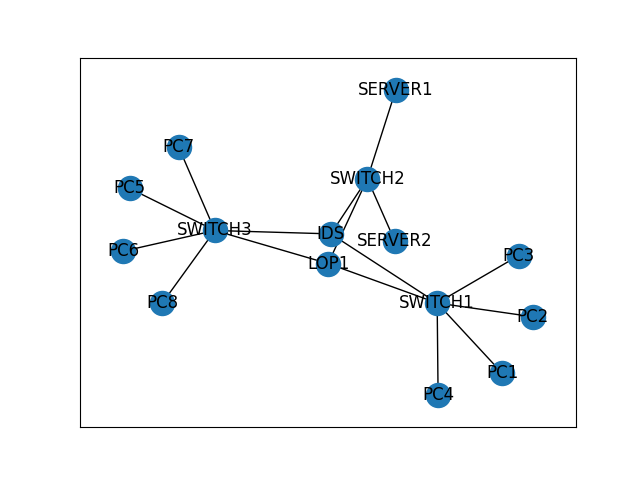 SERVER1
PC7
SWITCH2
PC5
SWITCH3
IDS
SERVER2
PC6
PC3
LOP1
PC8
SWITCH1
PC2
PC1
PC4